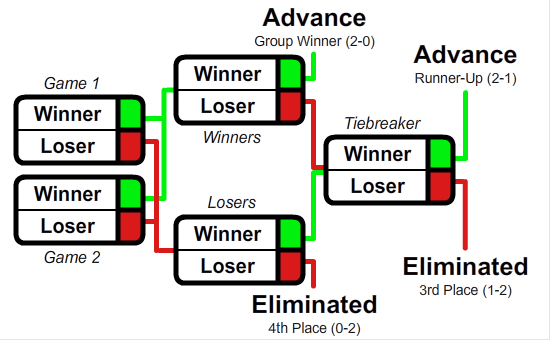 Advance
Group Winner (2-0)
Advance
Runner-Up (2-1)
Game 1
Winner
Loser
Winner
Loser
Winners
Tiebreaker
Winner
Loser
Winner
Loser
Game 2
Losers
Winner
Loser
Eliminated
4th Place (0-2)
Eliminated
3rd Place (1-2)